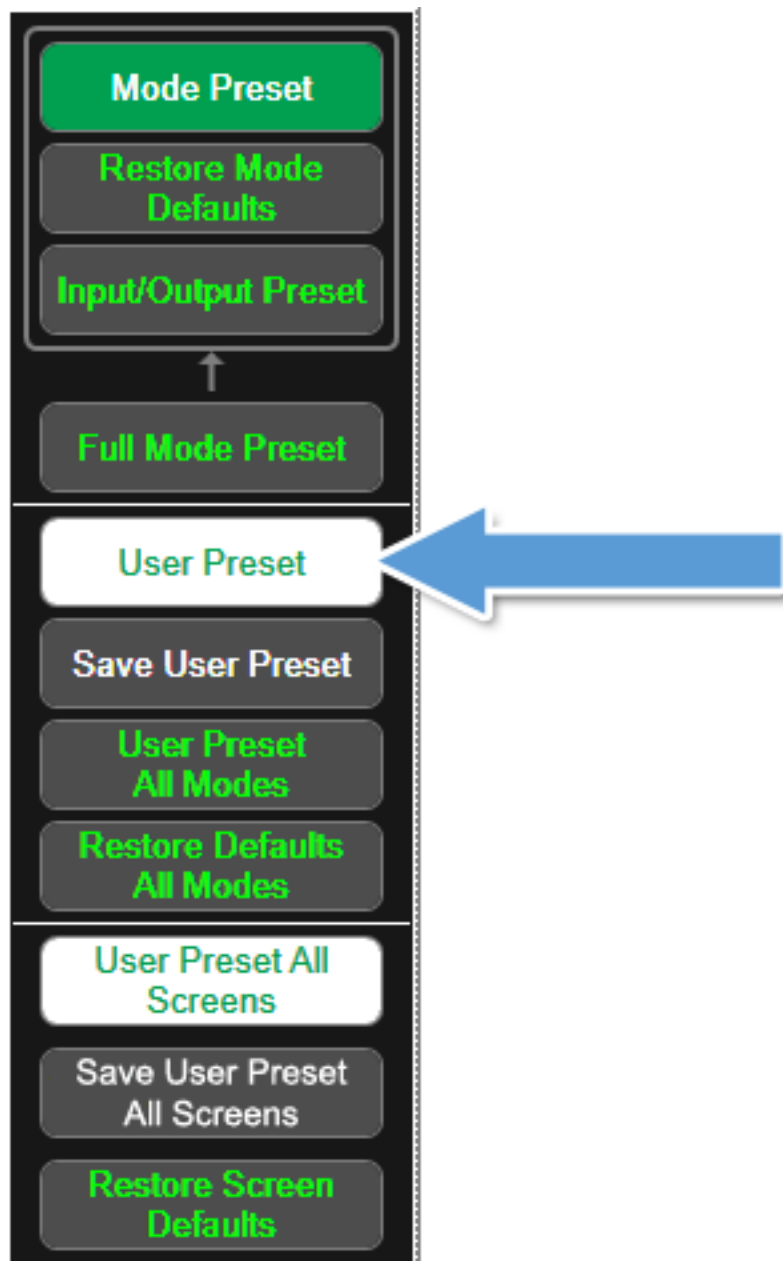 Mode Preset
Restore Mode
Defaults
Input/Output Preset
Full Mode Preset
User Preset
Save User Preset
User Preset
All Modes
Restore Defaults
All Modes
User Preset All
Screens
Save User Preset
All Screens
Restore Screen
Defaults